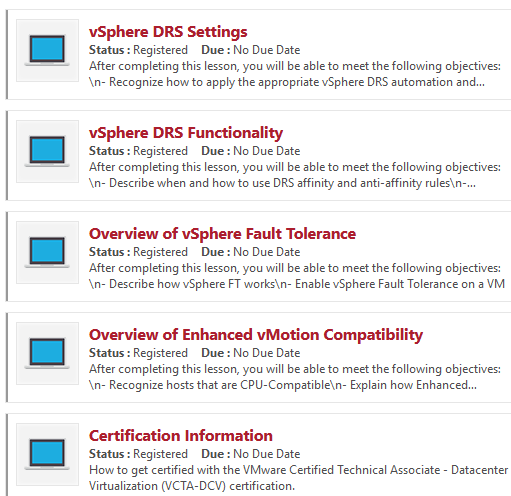 vSphere DRS Settings
Status : Registered Due : No Due Date
After completing this lesson, you will be able to meet the following objectives:
\n- Recognize how to apply the appropriate vSphere DRS automation and...
vSphere DRS Functionality
Status : Registered Due : No Due Date
After completing this lesson, you will be able to meet the following objectives:
\n- Describe when and how to use DRS affinity and anti-affinity rules\n-...
Overview of vSphere Fault Tolerance
Status : Registered Due : No Due Date
After completing this lesson, you will be able to meet the following objectives:
\n- Describe how vSphere FT works\n- Enable vSphere Fault Tolerance on a VM
Overview of Enhanced vMotion Compatibility
Status : Registered Due : No Due Date
After completing this lesson, you will be able to meet the following objectives:
\n- Recognize hosts that are CPU-Compatible\n- Explain how Enhanced...
Certification Information
Status : Registered Due : No Due Date
How to get certified with the VMware Certified Technical Associate - Datacenter
Virtualization (VCTA-DCV) certification.